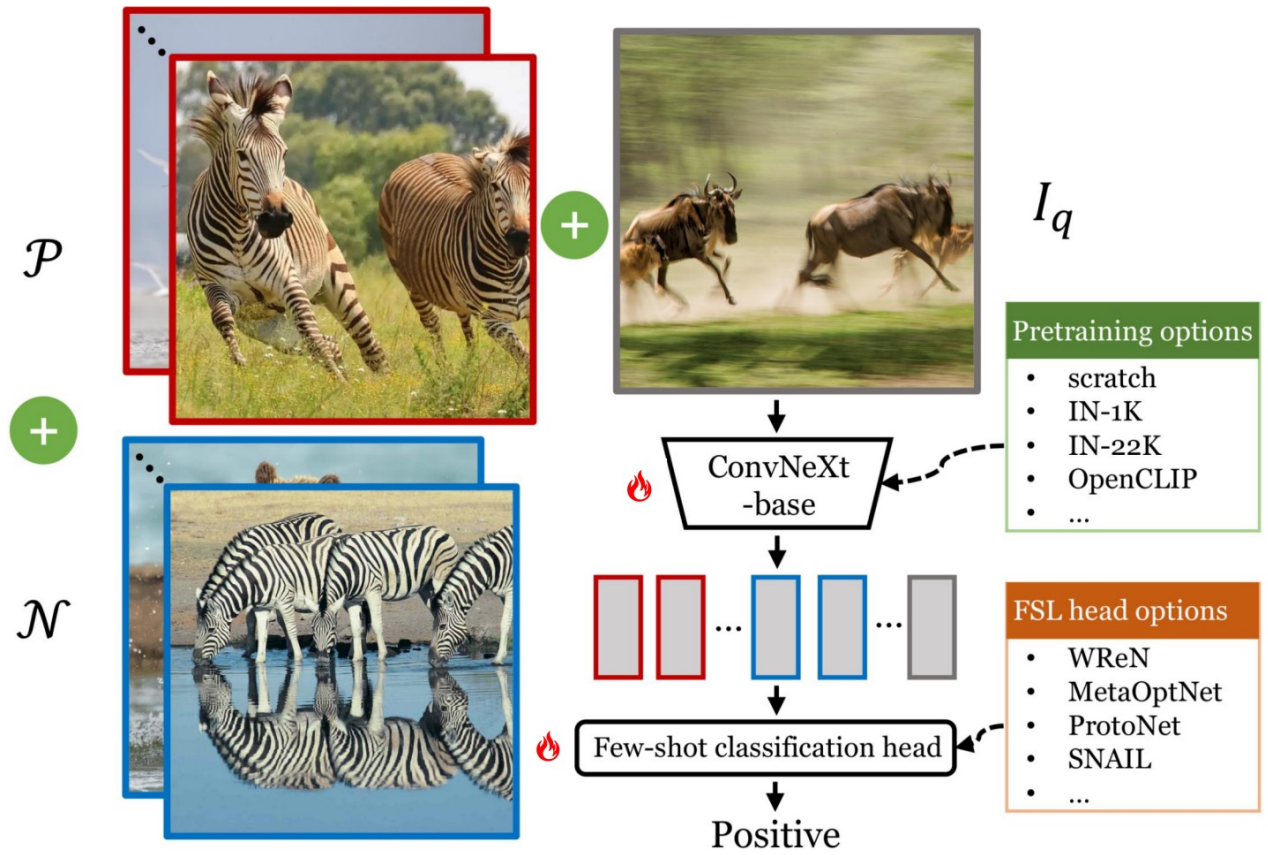 𝒫
+
I_q
+
𝒩
ConvNeXt
-base
...
...
Few-shot classification head
Positive
Pretraining options
• scratch
• IN-1K
• IN-22K
• OpenCLIP
• ...
FSL head options
• WReN
• MetaOptNet
• ProtoNet
• SNAIL
• ...